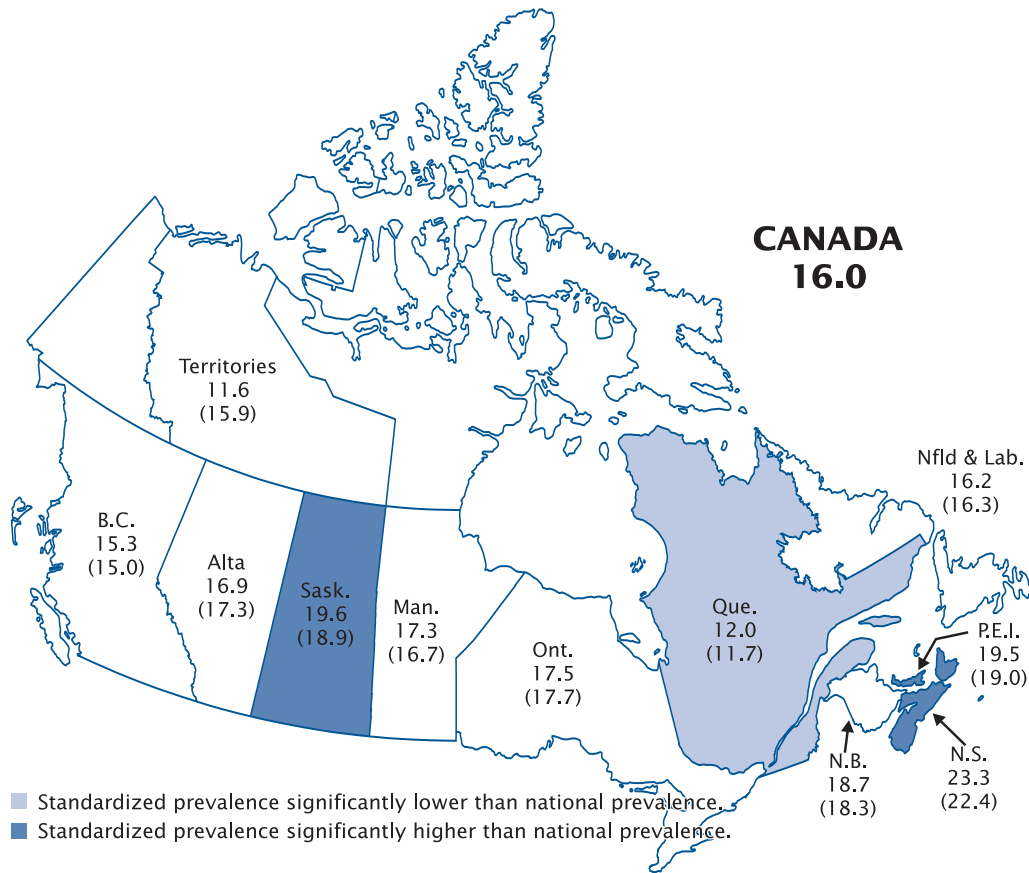 CANADA
16.0
Territories
11.6
(15.9)
Nfld & Lab.
16.2
(16.3)
B.C.
15.3
(15.0)
Alta
16.9
(17.3)
Sask.
19.6
(18.9)
Man.
17.3
(16.7)
Ont.
17.5
(17.7)
Que.
12.0
(11.7)
P.E.I.
19.5
(19.0)
N.B.
18.7
(18.3)
N.S.
23.3
(22.4)
Standardized prevalence significantly lower than national prevalence.
Standardized prevalence significantly higher than national prevalence.